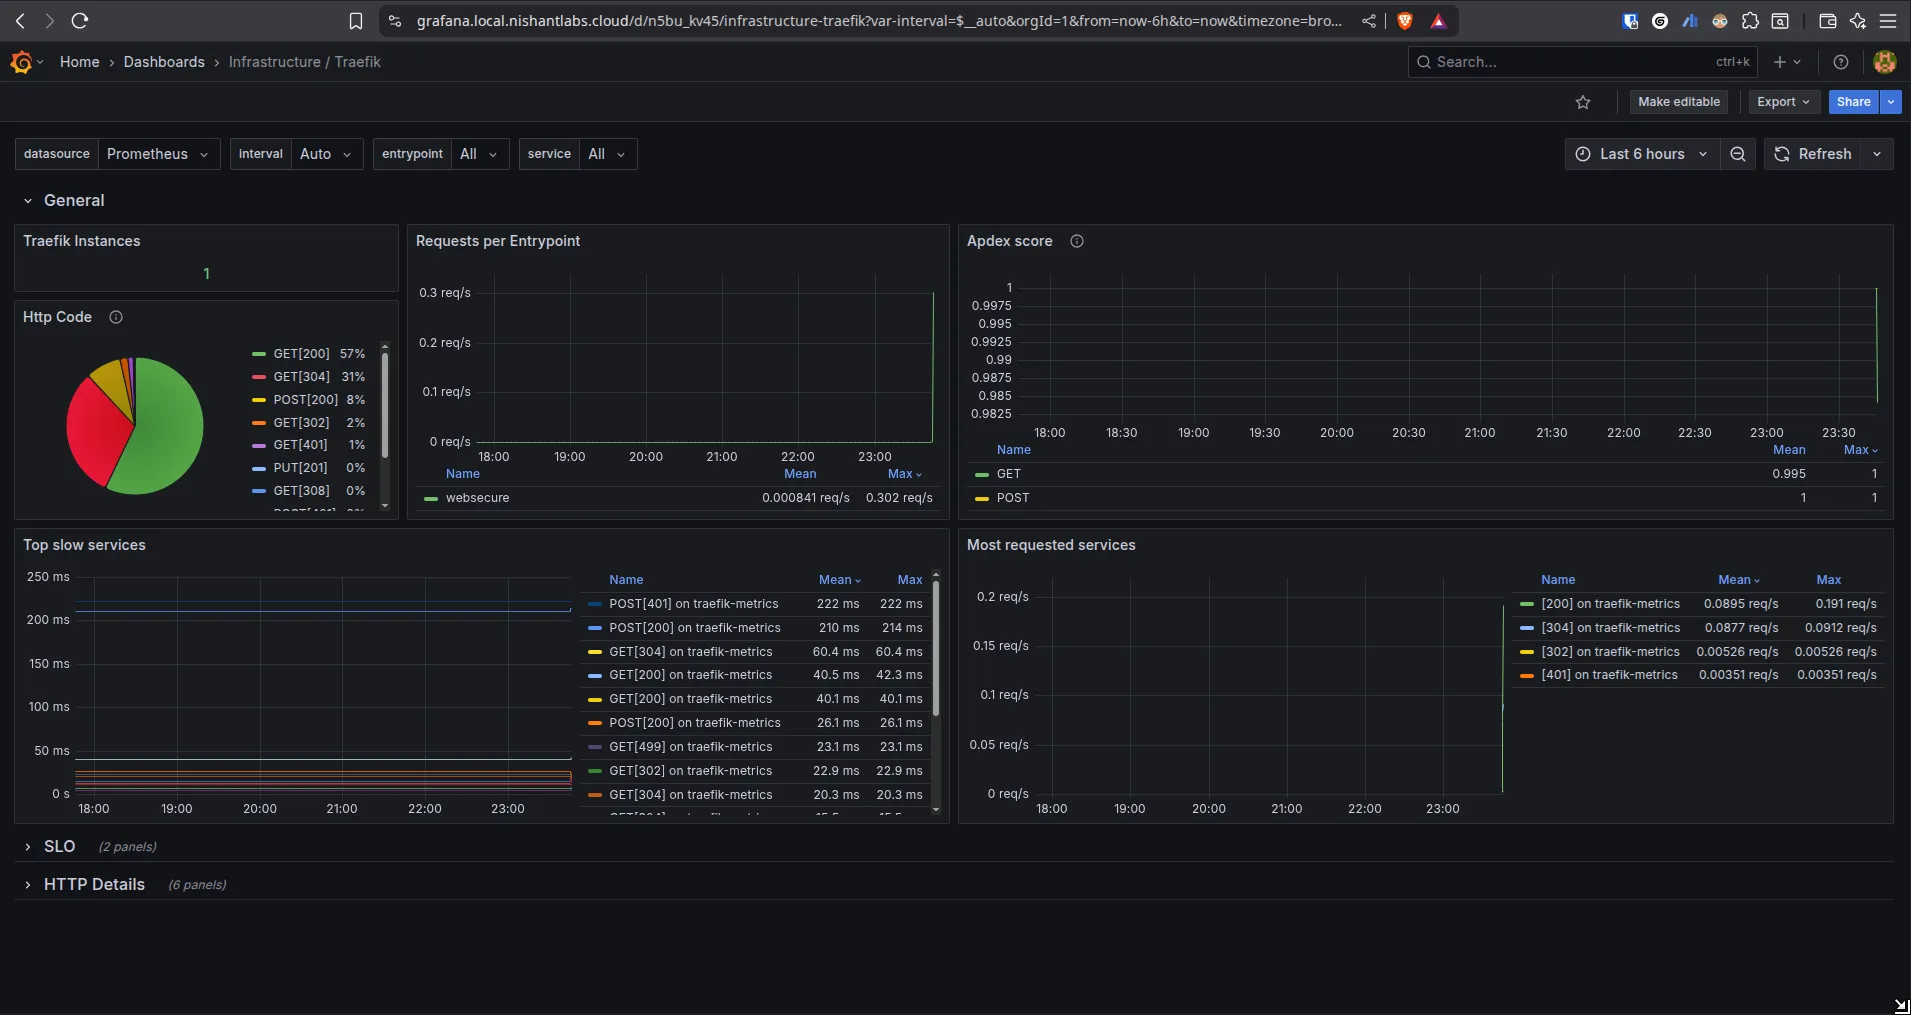 grafana.local.nishantlabs.cloud/d/n5bu_kv45/infrastructure-traefik?var-interval=$__auto&orgId=1&from=now-6h&to=now&timezone=bro...
Home › Dashboards › Infrastructure / Traefik
Search... ctrl+k
Make editable Export Share
datasource Prometheus interval Auto entrypoint All service All
Last 6 hours Refresh
General
Traefik Instances
1
Http Code
GET[200] 57%
GET[304] 31%
POST[200] 8%
GET[302] 2%
GET[401] 1%
PUT[201] 0%
GET[308] 0%
Requests per Entrypoint
0.3 req/s
0.2 req/s
0.1 req/s
0 req/s
18:00 19:00 20:00 21:00 22:00 23:00
Name Mean Max
websecure 0.000841 req/s 0.302 req/s
Apdex score
1
0.9975
0.995
0.9925
0.99
0.9875
0.985
0.9825
18:00 18:30 19:00 19:30 20:00 20:30 21:00 21:30 22:00 22:30 23:00 23:30
Name Mean Max
GET 0.995 1
POST 1 1
Top slow services
250 ms
200 ms
150 ms
100 ms
50 ms
0 s
18:00 19:00 20:00 21:00 22:00 23:00
Name Mean Max
POST[401] on traefik-metrics 222 ms 222 ms
POST[200] on traefik-metrics 210 ms 214 ms
GET[304] on traefik-metrics 60.4 ms 60.4 ms
GET[200] on traefik-metrics 40.5 ms 42.3 ms
GET[200] on traefik-metrics 40.1 ms 40.1 ms
POST[200] on traefik-metrics 26.1 ms 26.1 ms
GET[499] on traefik-metrics 23.1 ms 23.1 ms
GET[302] on traefik-metrics 22.9 ms 22.9 ms
GET[304] on traefik-metrics 20.3 ms 20.3 ms
Most requested services
0.2 req/s
0.15 req/s
0.1 req/s
0.05 req/s
0 req/s
18:00 19:00 20:00 21:00 22:00 23:00
Name Mean Max
[200] on traefik-metrics 0.0895 req/s 0.191 req/s
[304] on traefik-metrics 0.0877 req/s 0.0912 req/s
[302] on traefik-metrics 0.00526 req/s 0.00526 req/s
[401] on traefik-metrics 0.00351 req/s 0.00351 req/s
SLO (2 panels)
HTTP Details (6 panels)